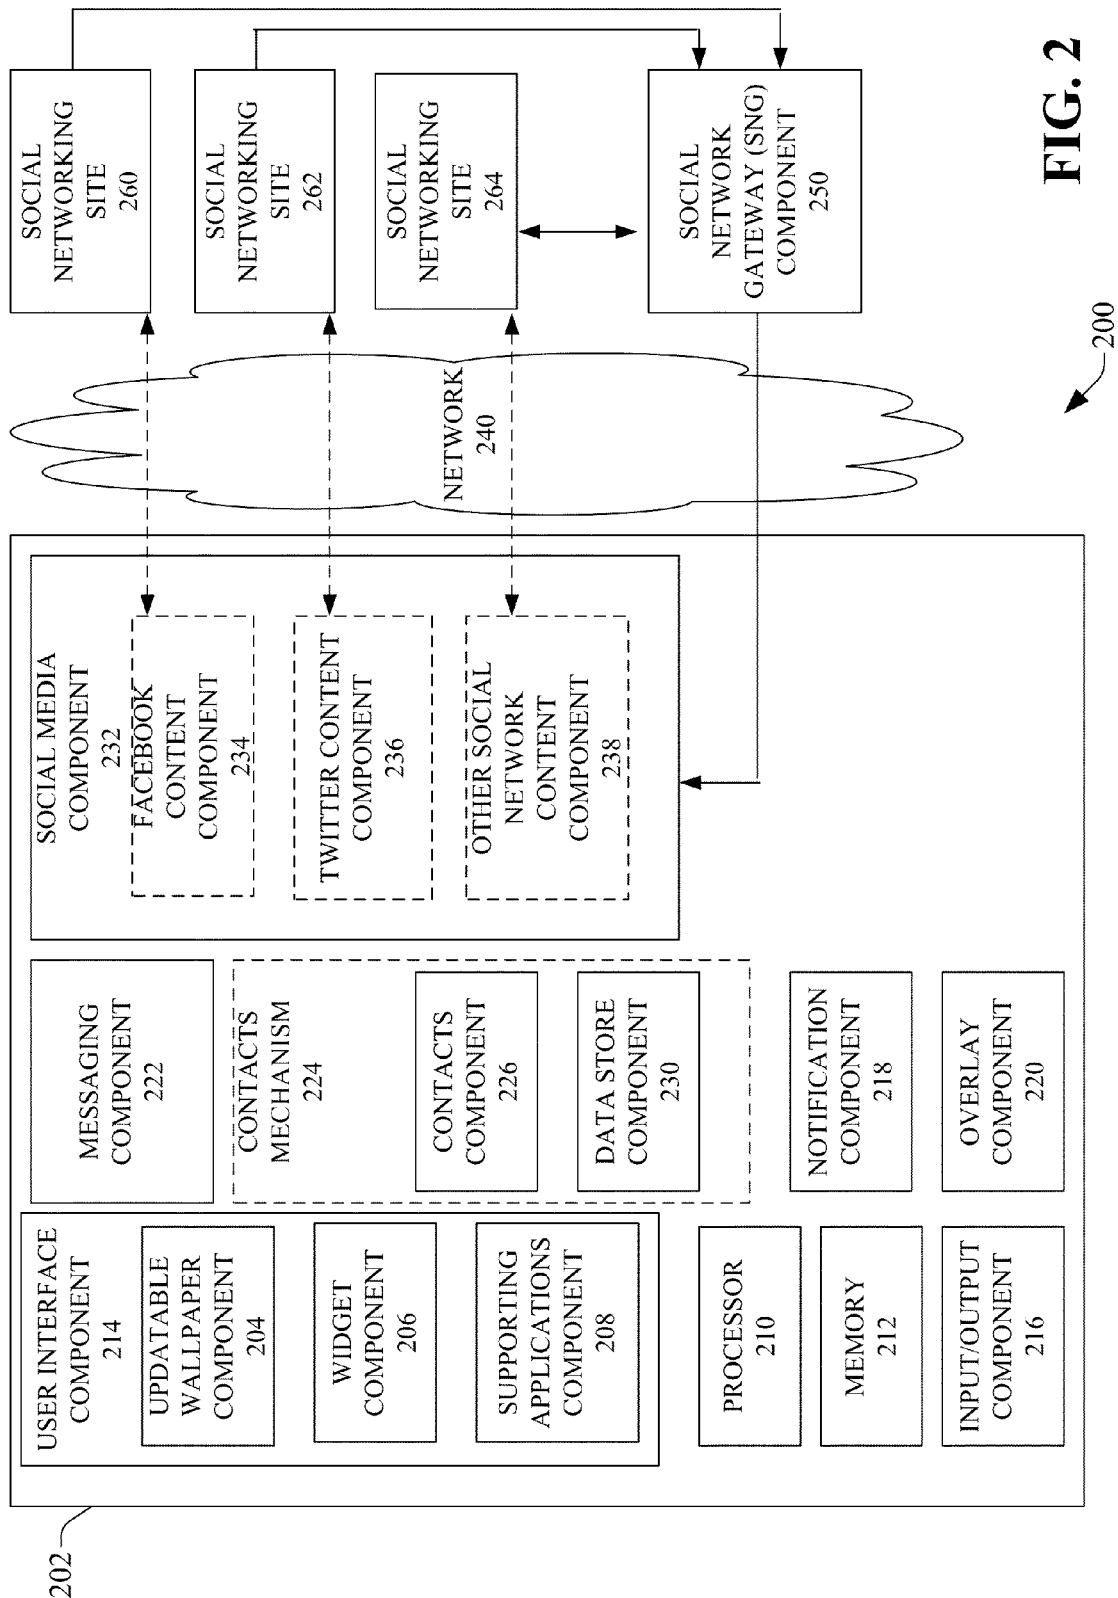 202
USER INTERFACE
COMPONENT
214
UPDATABLE
WALLPAPER
COMPONENT
204
WIDGET
COMPONENT
206
SUPPORTING
APPLICATIONS
COMPONENT
208
PROCESSOR
210
MEMORY
212
INPUT/OUTPUT
COMPONENT
216
MESSAGING
COMPONENT
222
CONTACTS
MECHANISM
224
CONTACTS
COMPONENT
226
DATA STORE
COMPONENT
230
NOTIFICATION
COMPONENT
218
OVERLAY
COMPONENT
220
SOCIAL MEDIA
COMPONENT
232
FACEBOOK
CONTENT
COMPONENT
234
TWITTER CONTENT
COMPONENT
236
OTHER SOCIAL
NETWORK
CONTENT
COMPONENT
238
NETWORK
240
SOCIAL
NETWORKING
SITE
260
SOCIAL
NETWORKING
SITE
262
SOCIAL
NETWORKING
SITE
264
SOCIAL
NETWORK
GATEWAY (SNG)
COMPONENT
250
200
FIG. 2